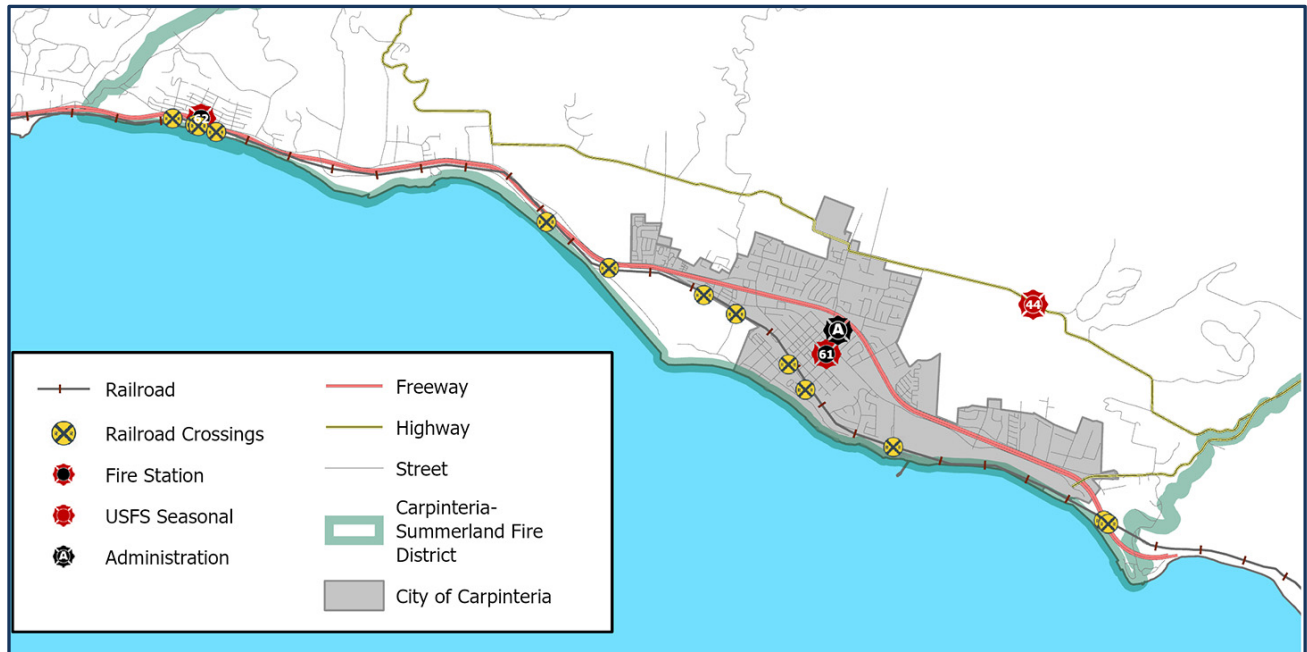 62
44
A
61
Railroad
Railroad Crossings
Fire Station
USFS Seasonal
A
Administration
Freeway
Highway
Street
Carpinteria-
Summerland Fire
District
City of Carpinteria